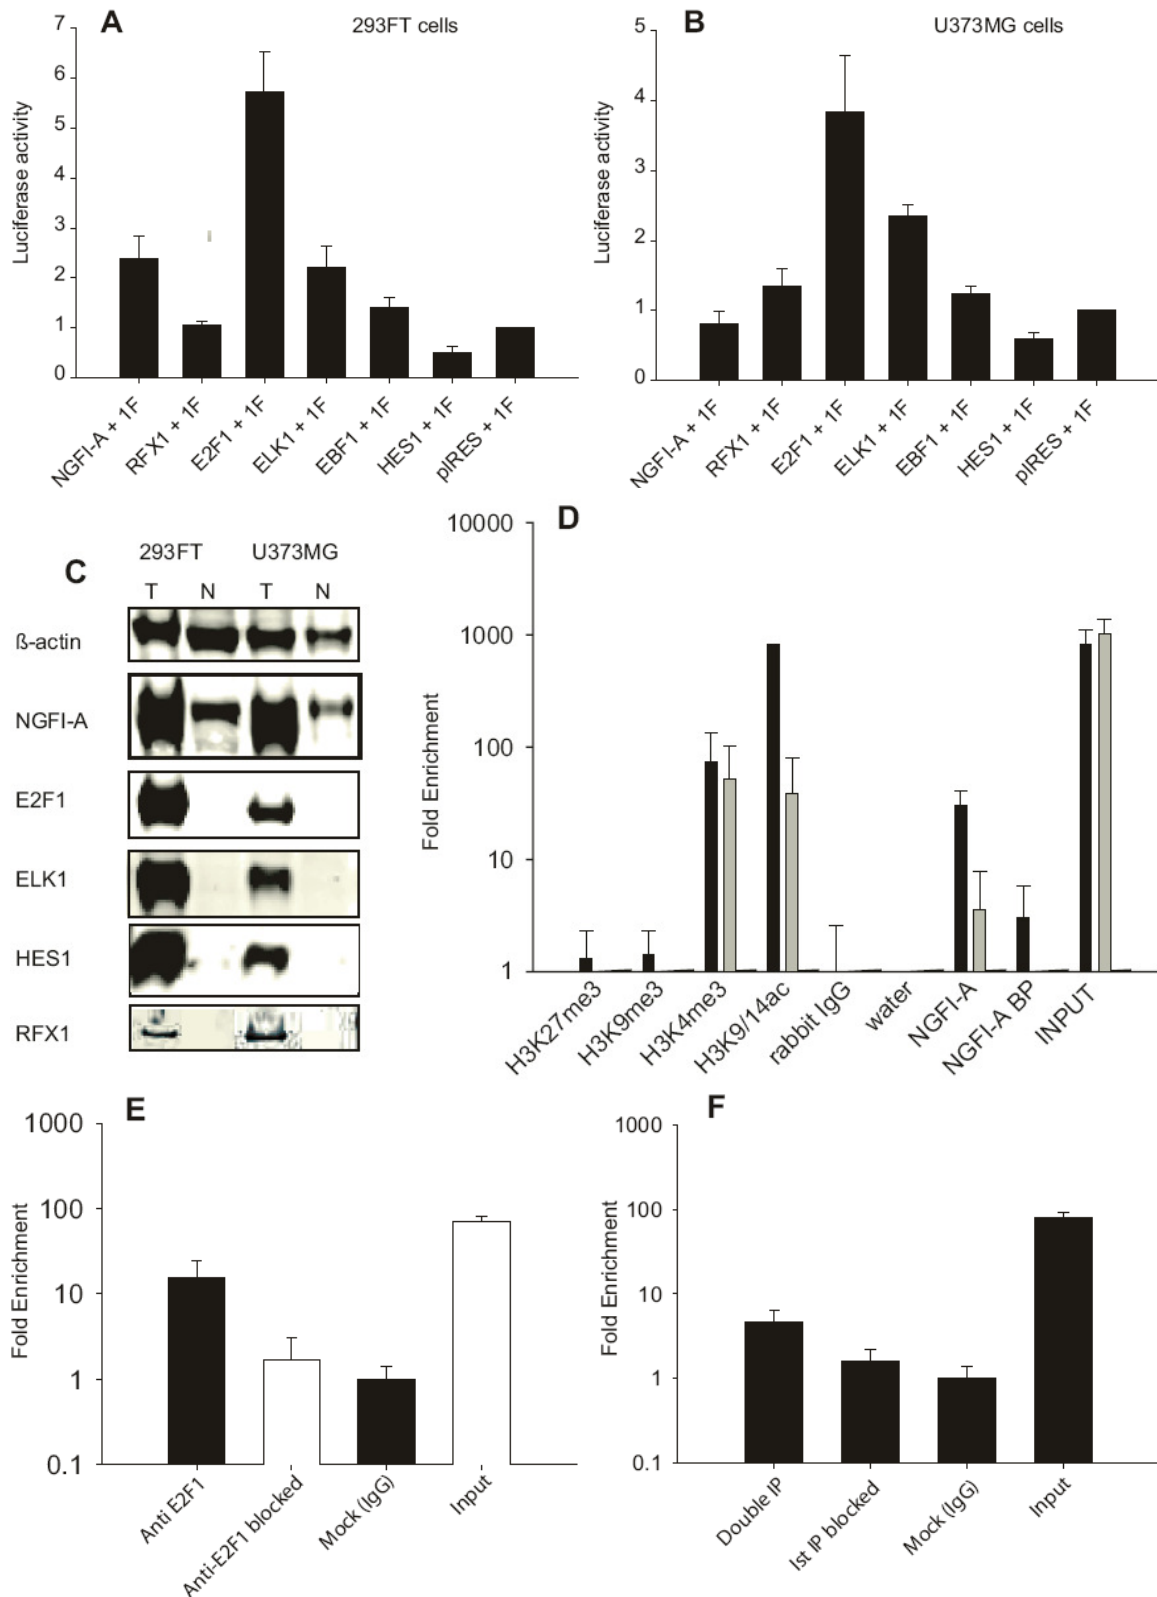 A
293FT cells
7
6
5
4
3
2
1
0
Luciferase activity
NGFI-A + 1F
RFX1 + 1F
E2F1 + 1F
ELK1 + 1F
EBF1 + 1F
HES1 + 1F
pIRES + 1F
B
U373MG cells
5
4
3
2
1
0
Luciferase activity
NGFI-A + 1F
RFX1 + 1F
E2F1 + 1F
ELK1 + 1F
EBF1 + 1F
HES1 + 1F
pIRES + 1F
C
293FT U373MG
T N T N
ß-actin
NGFI-A
E2F1
ELK1
HES1
RFX1
D
10000
1000
100
10
1
Fold Enrichment
H3K27me3
H3K9me3
H3K4me3
H3K9/14ac
rabbit IgG
water
NGFI-A
NGFI-A BP
INPUT
E
1000
100
10
1
0.1
Fold Enrichment
Anti E2F1
Anti-E2F1 blocked
Mock (IgG)
Input
F
1000
100
10
1
0.1
Fold Enrichment
Double IP
Ist IP blocked
Mock (IgG)
Input